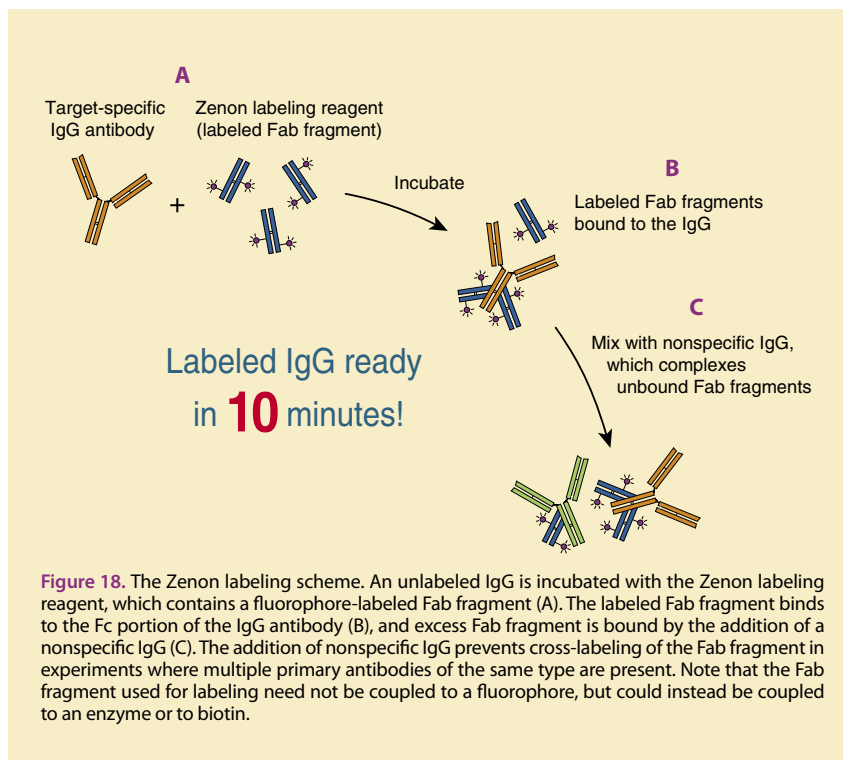 A
Target-specific
IgG antibody
Zenon labeling reagent
(labeled Fab fragment)
+
Incubate
B
Labeled Fab fragments
bound to the IgG
C
Mix with nonspecific IgG,
which complexes
unbound Fab fragments
Labeled IgG ready
in 10 minutes!
Figure 18. The Zenon labeling scheme. An unlabeled IgG is incubated with the Zenon labeling
reagent, which contains a fluorophore-labeled Fab fragment (A). The labeled Fab fragment binds
to the Fc portion of the IgG antibody (B), and excess Fab fragment is bound by the addition of a
nonspecific IgG (C). The addition of nonspecific IgG prevents cross-labeling of the Fab fragment in
experiments where multiple primary antibodies of the same type are present. Note that the Fab
fragment used for labeling need not be coupled to a fluorophore, but could instead be coupled
to an enzyme or to biotin.